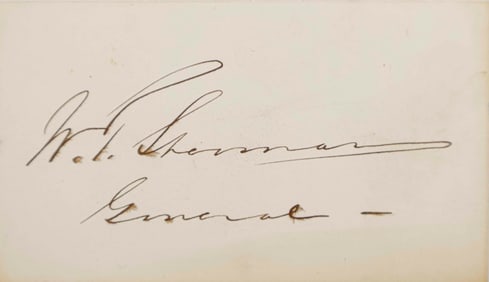 W. T. Sherman
General —